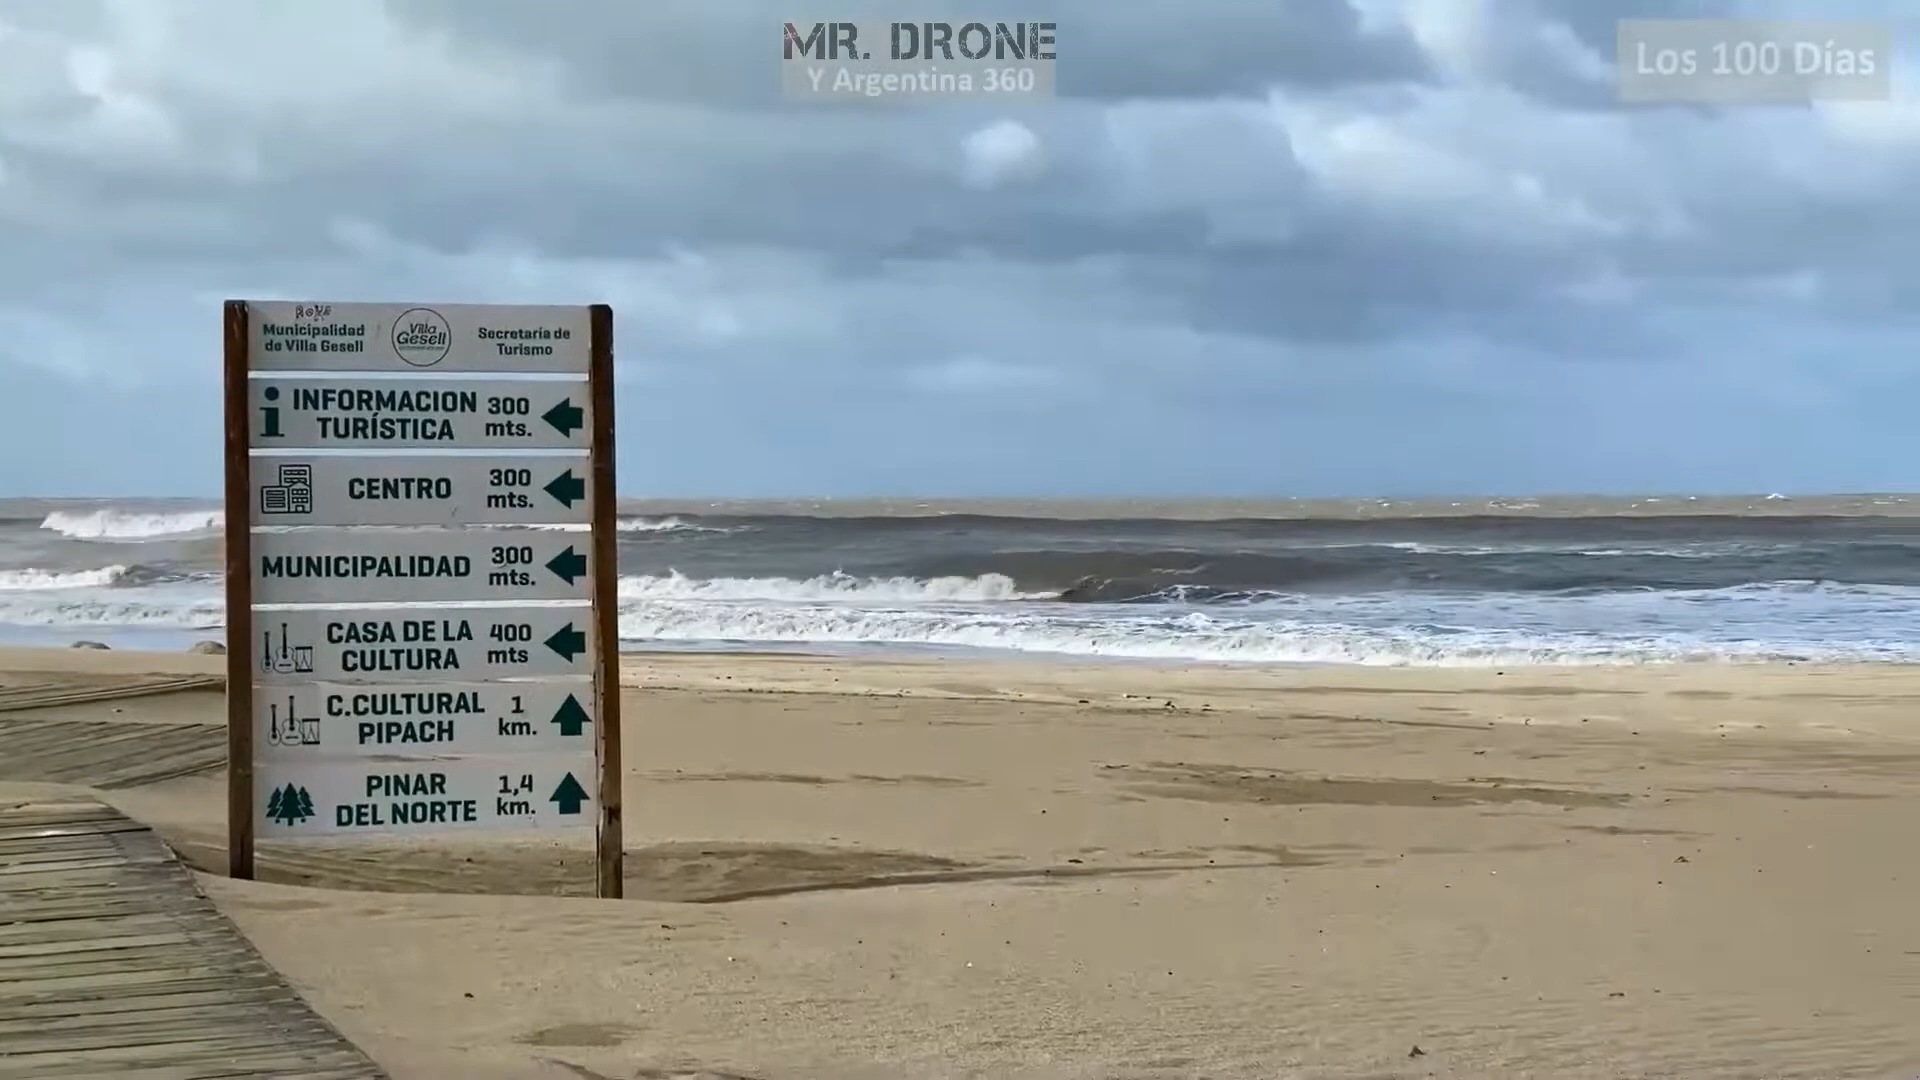 MR. DRONE
Y Argentina 360
Los 100 Días
Municipalidad
de Villa Gesell
Villa
Gesell
Secretaría de
Turismo
INFORMACION
TURÍSTICA
300
mts.
CENTRO
300
mts.
MUNICIPALIDAD
300
mts.
CASA DE LA
CULTURA
400
mts
C.CULTURAL
PIPACH
1
km.
PINAR
DEL NORTE
1,4
km.